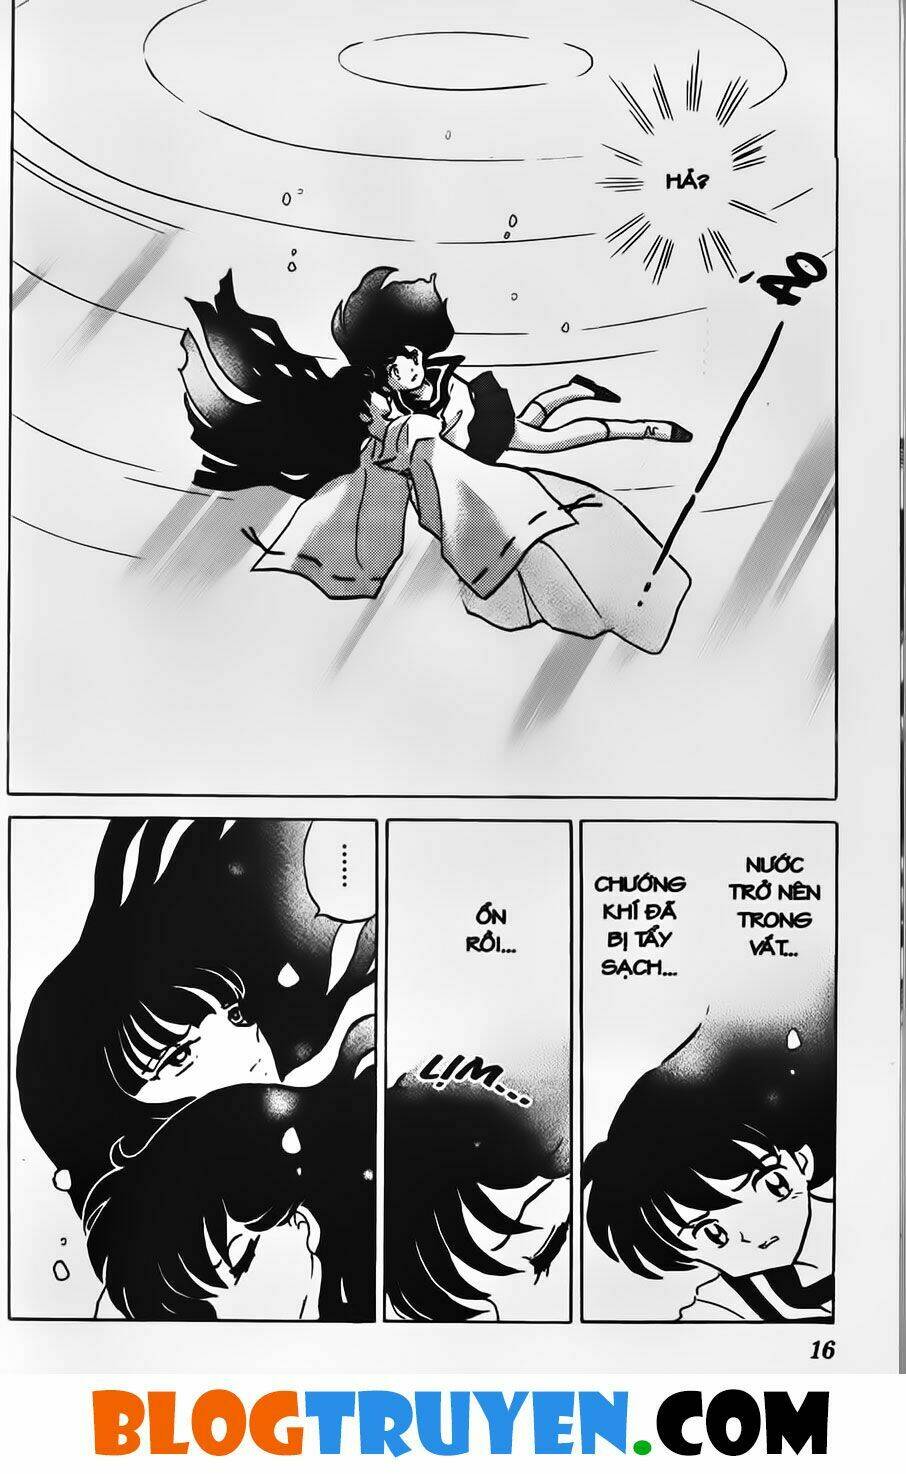 HẢ?
ÀO
NƯỚC
TRỞ NÊN
TRONG
VẮT...
CHƯỚNG
KHÍ ĐÃ
BỊ TẨY
SẠCH...
ỔN
RỒI...
LỊM...
.......
16
BLOGTRUYEN.COM